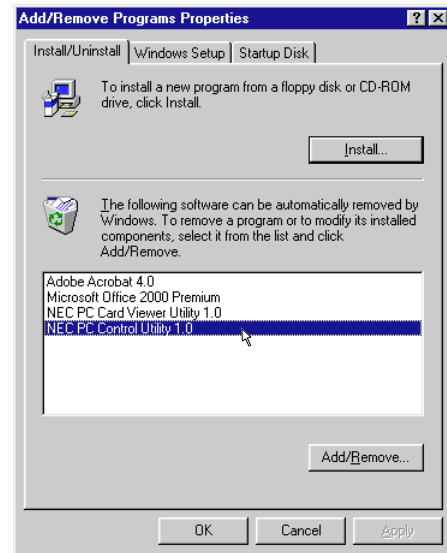 Add/Remove Programs Properties
Install/Uninstall Windows Setup Startup Disk
To install a new program from a floppy disk or CD-ROM
drive, click Install.
Install...
The following software can be automatically removed by
Windows. To remove a program or to modify its installed
components, select it from the list and click
Add/Remove.
Adobe Acrobat 4.0
Microsoft Office 2000 Premium
NEC PC Card Viewer Utility 1.0
NEC PC Control Utility 1.0
Add/Remove...
OK Cancel Apply